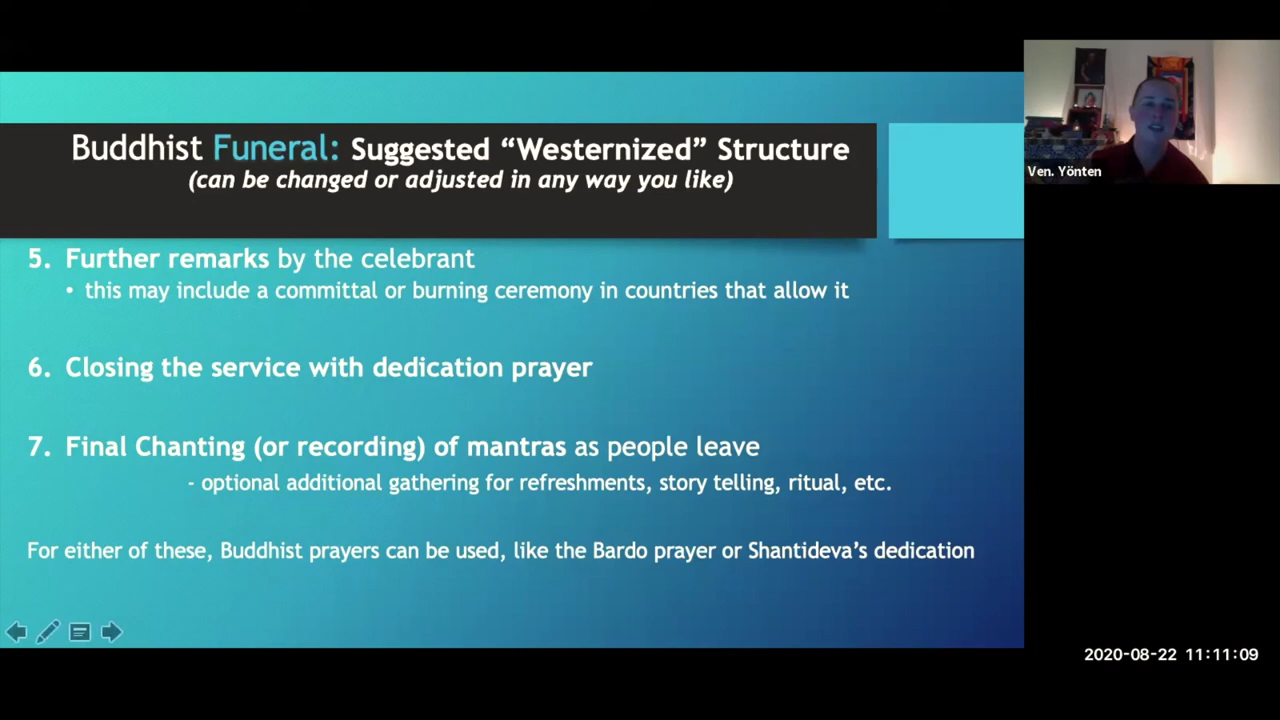 Buddhist Funeral: Suggested “Westernized” Structure
(can be changed or adjusted in any way you like)
Ven. Yönten
5. Further remarks by the celebrant
• this may include a committal or burning ceremony in countries that allow it
6. Closing the service with dedication prayer
7. Final Chanting (or recording) of mantras as people leave
- optional additional gathering for refreshments, story telling, ritual, etc.
For either of these, Buddhist prayers can be used, like the Bardo prayer or Shantideva’s dedication
2020-08-22 11:11:09